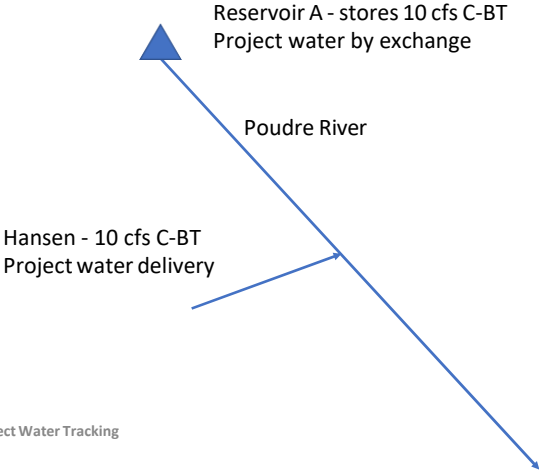 Reservoir A - stores 10 cfs C-BT
Project water by exchange
Poudre River
Hansen - 10 cfs C-BT
Project water delivery
ect Water Tracking